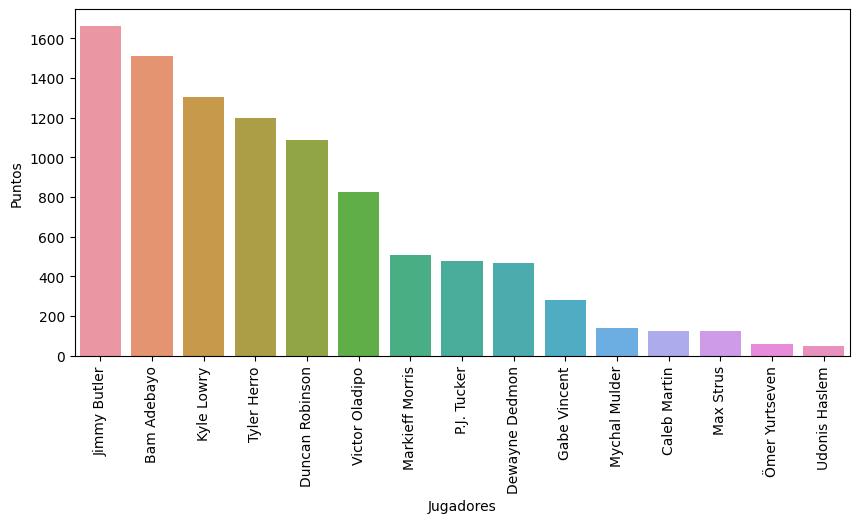 1600
1400
1200
1000
800
600
400
200
0
Puntos
Jimmy Butler
Bam Adebayo
Kyle Lowry
Tyler Herro
Duncan Robinson
Victor Oladipo
Markieff Morris
P.J. Tucker
Dewayne Dedmon
Gabe Vincent
Mychal Mulder
Caleb Martin
Max Strus
Ömer Yurtseven
Udonis Haslem
Jugadores